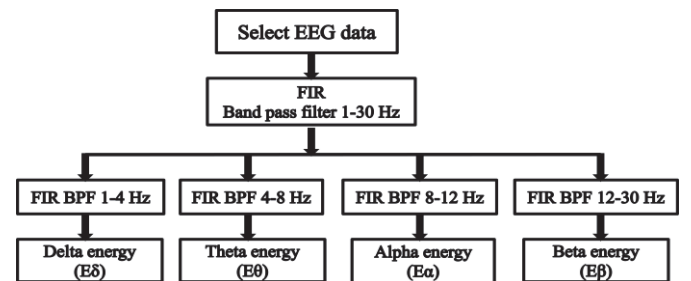 Select EEG data
FIR
Band pass filter 1-30 Hz
FIR BPF 1-4 Hz
FIR BPF 4-8 Hz
FIR BPF 8-12 Hz
FIR BPF 12-30 Hz
Delta energy
(Eδ)
Theta energy
(Eθ)
Alpha energy
(Eα)
Beta energy
(Eβ)